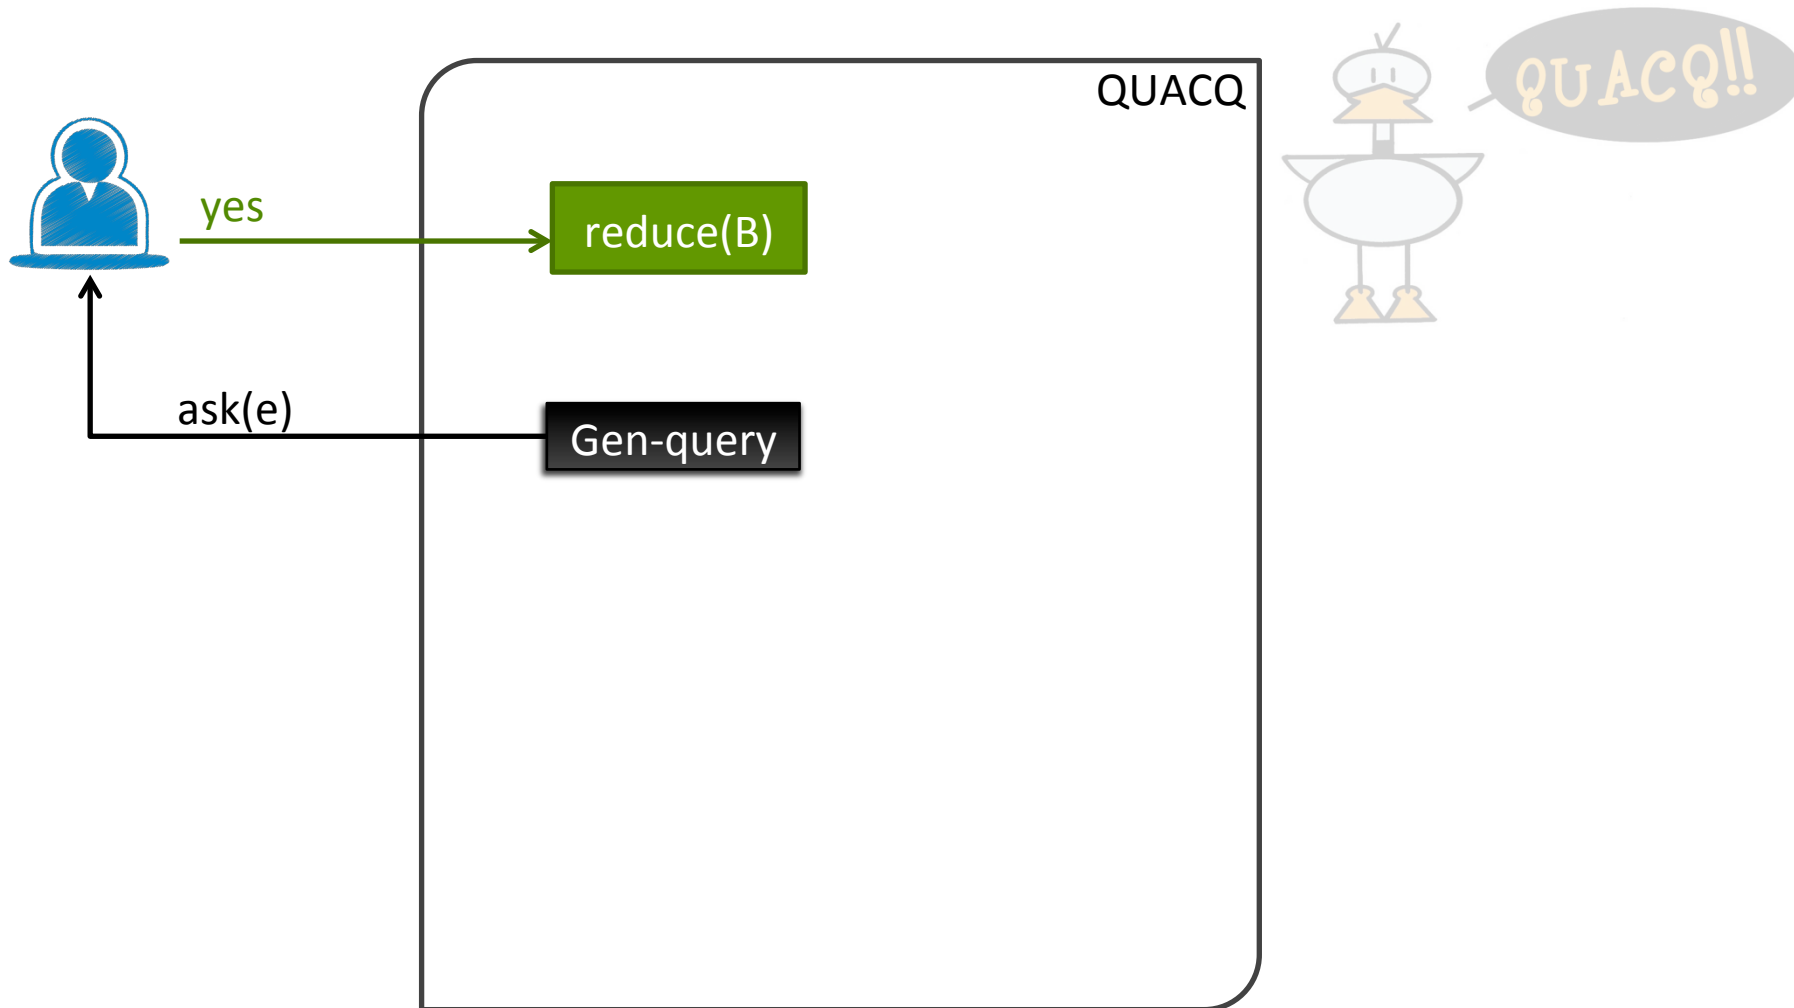 QUACQ
QUACQ!!
yes
reduce(B)
ask(e)
Gen-query